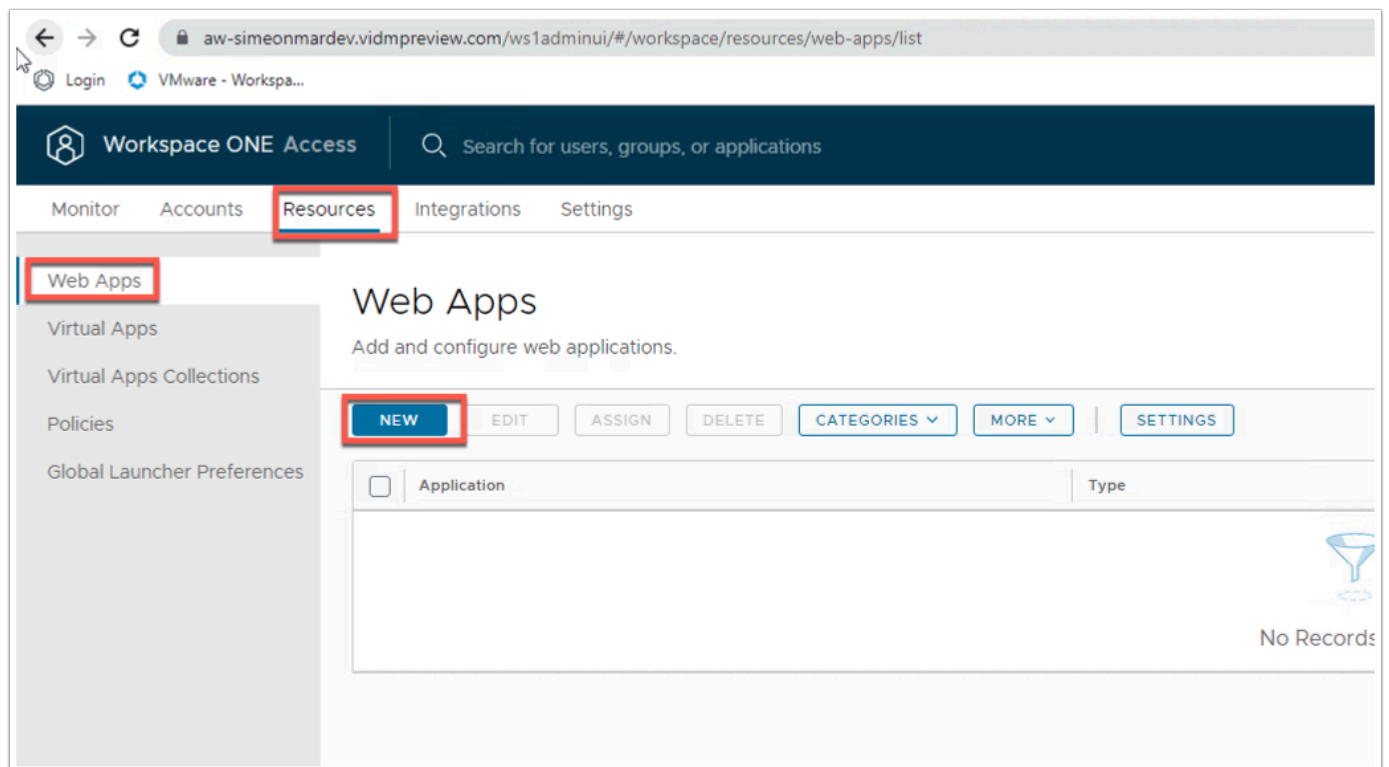 aw-simeonmardev.vidmpreview.com/ws1adminui/#/workspace/resources/web-apps/list
Login VMware - Workspa...
Workspace ONE Access Search for users, groups, or applications
Monitor Accounts Resources Integrations Settings
Web Apps
Virtual Apps
Virtual Apps Collections
Policies
Global Launcher Preferences
Web Apps
Add and configure web applications.
NEW EDIT ASSIGN DELETE CATEGORIES MORE SETTINGS
Application Type
No Records